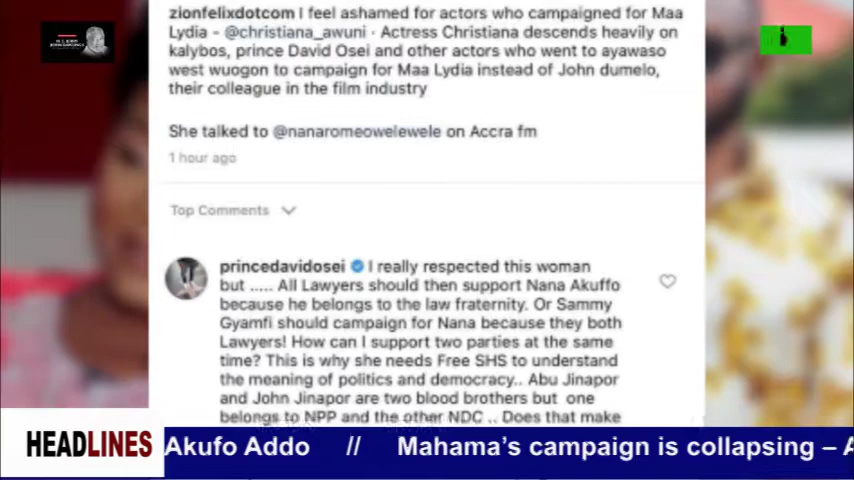 zionfelixdotcom I feel ashamed for actors who campaigned for Maa
Lydia - @christiana_awuni · Actress Christiana descends heavily on
kalybos, prince David Osei and other actors who went to ayawaso
west wuogon to campaign for Maa Lydia instead of John dumelo,
their colleague in the film industry
She talked to @nanaromeowelewele on Accra fm
1 hour ago
Top Comments
princedavidosei I really respected this woman
but ..... All Lawyers should then support Nana Akuffo
because he belongs to the law fraternity. Or Sammy
Gyamfi should campaign for Nana because they both
Lawyers! How can I support two parties at the same
time? This is why she needs Free SHS to understand
the meaning of politics and democracy.. Abu Jinapor
and John Jinapor are two blood brothers but one
belongs to NPP and the other NDC .. Does that make
HEADLINES Akufo Addo // Mahama's campaign is collapsing – A